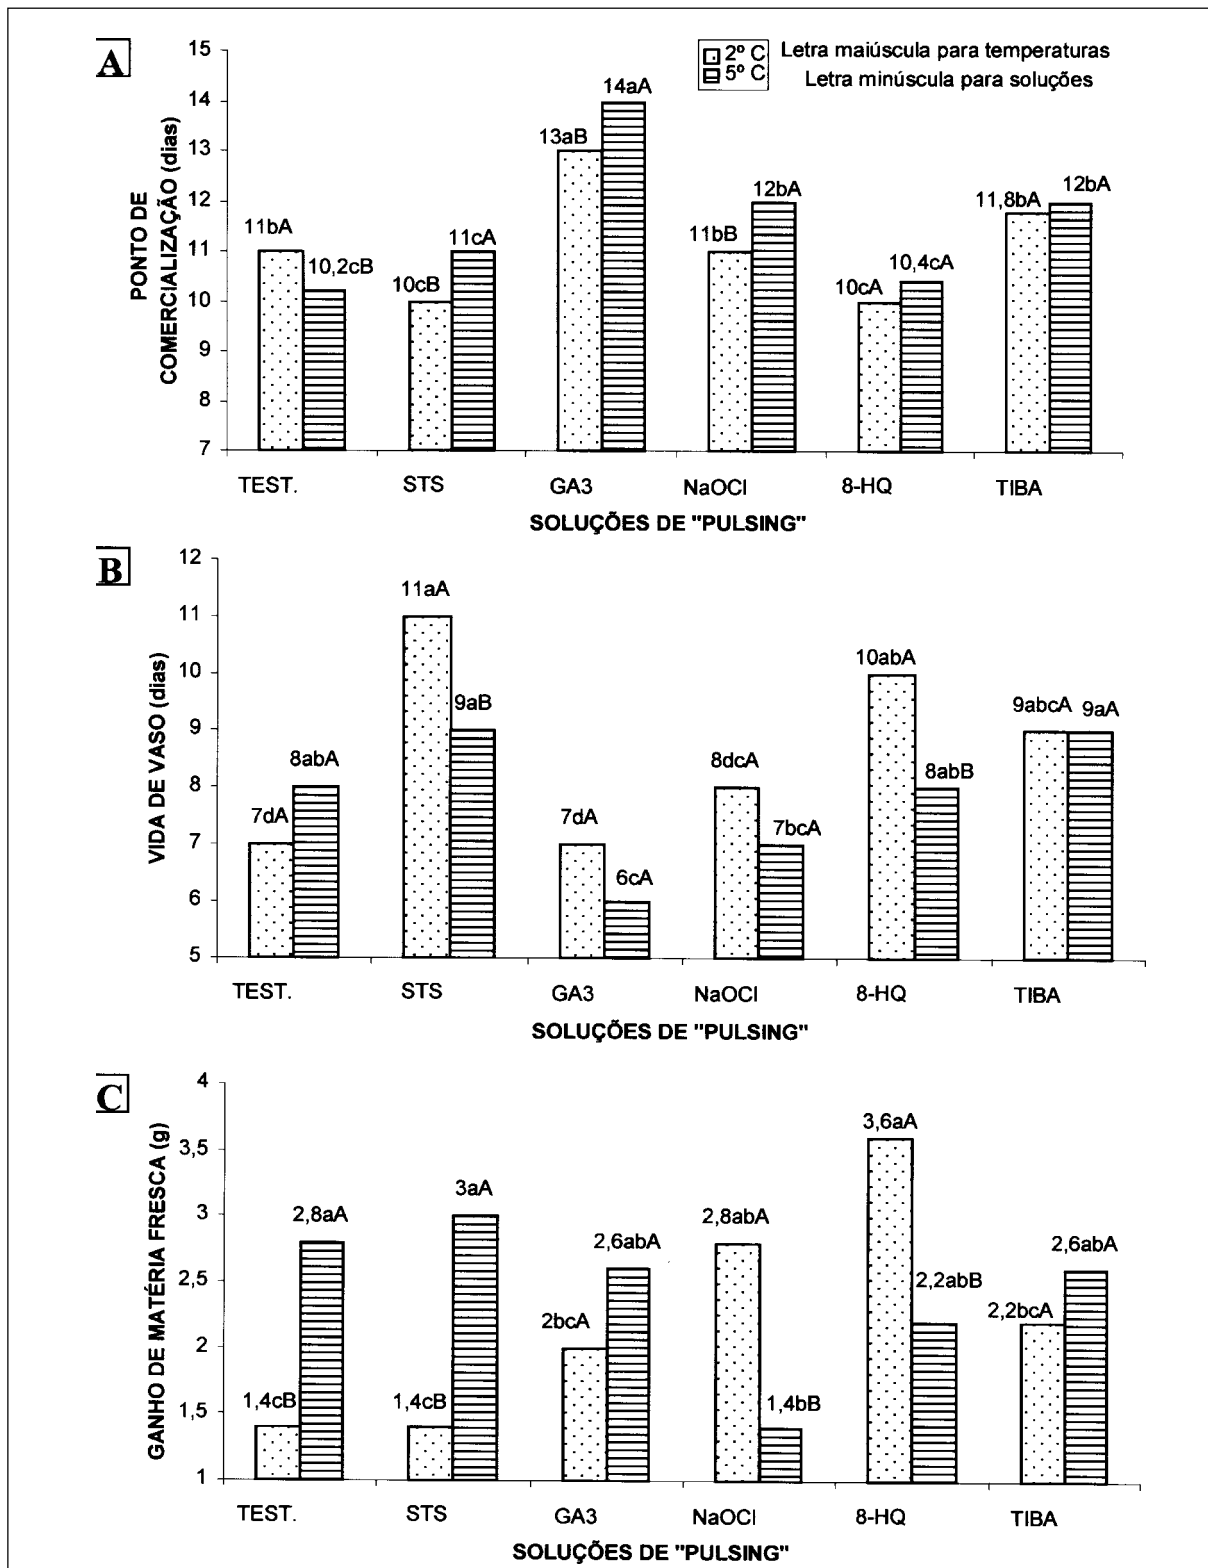 A
2º C Letra maiúscula para temperaturas
5º C Letra minúscula para soluções
PONTO DE
COMERCIALIZAÇÃO (dias)
15
14
13
12
11
10
9
8
7
11bA
10,2cB
10cB
11cA
13aB
14aA
11bB
12bA
10cA
10,4cA
11,8bA
12bA
TEST. STS GA3 NaOCl 8-HQ TIBA
SOLUÇÕES DE "PULSING"
B
VIDA DE VASO (dias)
12
11
10
9
8
7
6
5
7dA
8abA
11aA
9aB
7dA
6cA
8dcA
7bcA
10abA
8abB
9abcA
9aA
TEST. STS GA3 NaOCl 8-HQ TIBA
SOLUÇÕES DE "PULSING"
C
GANHO DE MATÉRIA FRESCA (g)
4
3,5
3
2,5
2
1,5
1
1,4cB
2,8aA
1,4cB
3aA
2bcA
2,6abA
2,8abA
1,4bB
3,6aA
2,2abB
2,2bcA
2,6abA
TEST. STS GA3 NaOCl 8-HQ TIBA
SOLUÇÕES DE "PULSING"